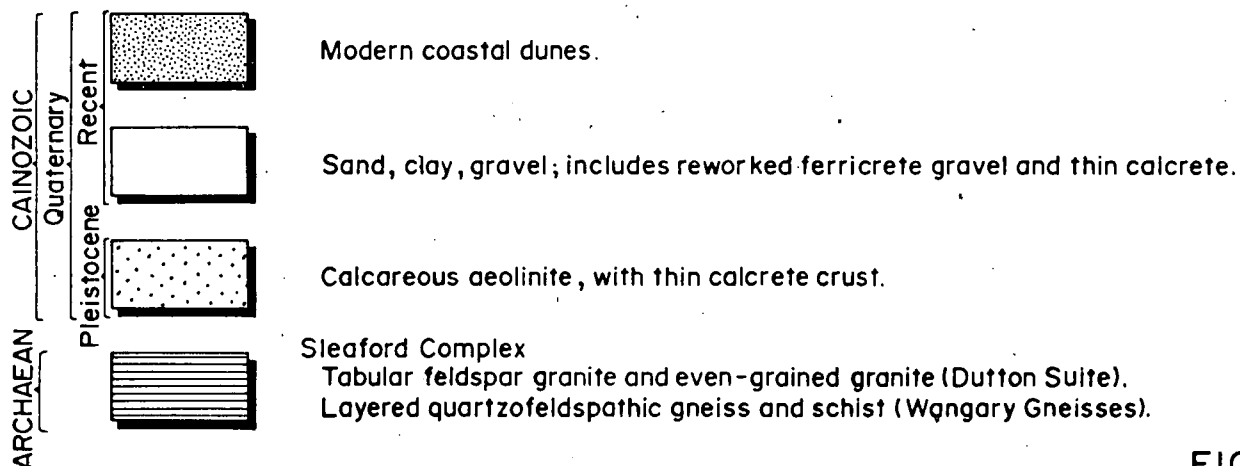 CAINOZOIC
Quaternary
Recent
Modern coastal dunes.
Sand, clay, gravel; includes reworked ferricrete gravel and thin calcrete.
Pleistocene
Calcareous aeolinite, with thin calcrete crust.
ARCHAEAN
Sleaford Complex
Tabular feldspar granite and even-grained granite (Dutton Suite).
Layered quartzofeldspathic gneiss and schist (Wangary Gneisses).